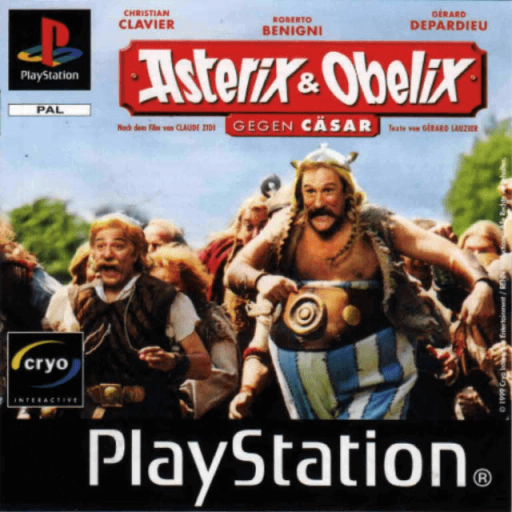 CHRISTIAN
CLAVIER
ROBERTO
BENIGNI
GÉRARD
DEPARDIEU
PlayStation
PAL
Asterix & Obelix
Nach dem Film von CLAUDE ZIDI
GEGEN CÄSAR
Texte von GÉRARD LAUZIER
cryo
INTERACTIVE
PlayStation®